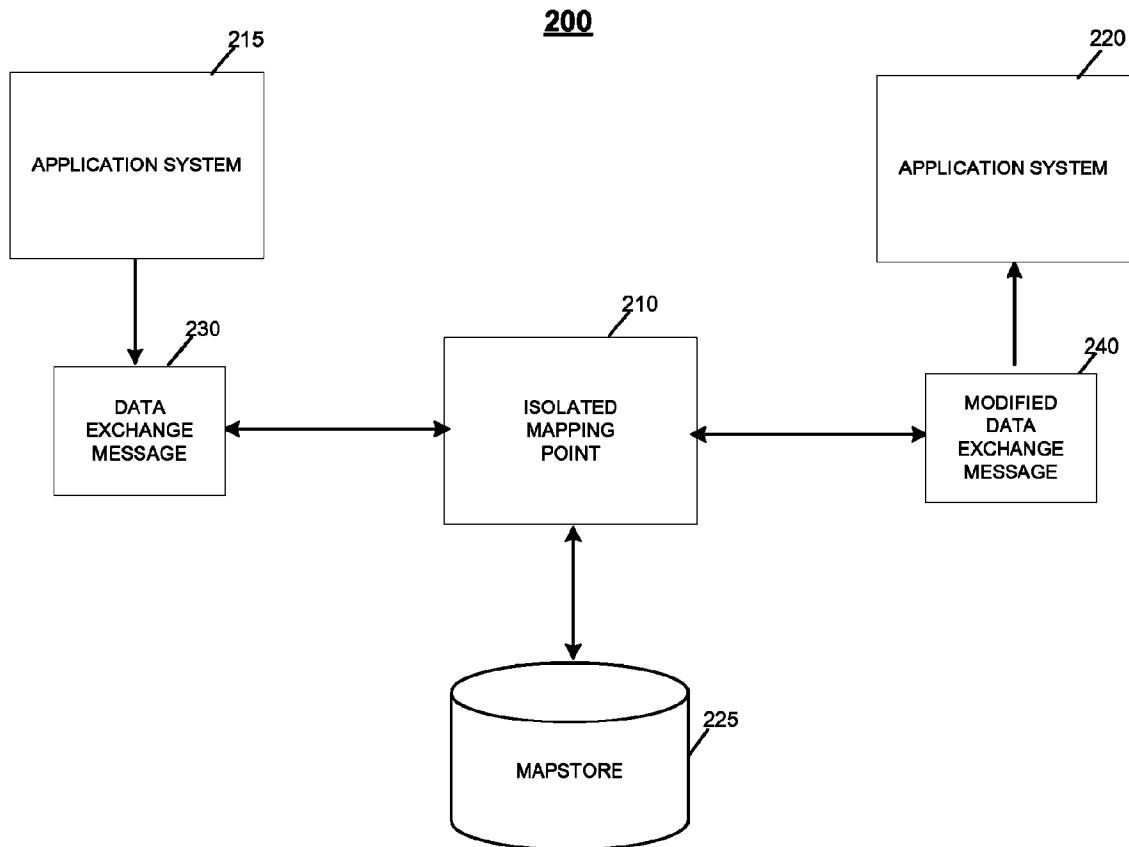 200
215
APPLICATION SYSTEM
220
APPLICATION SYSTEM
230
DATA
EXCHANGE
MESSAGE
210
ISOLATED
MAPPING
POINT
240
MODIFIED
DATA
EXCHANGE
MESSAGE
225
MAPSTORE